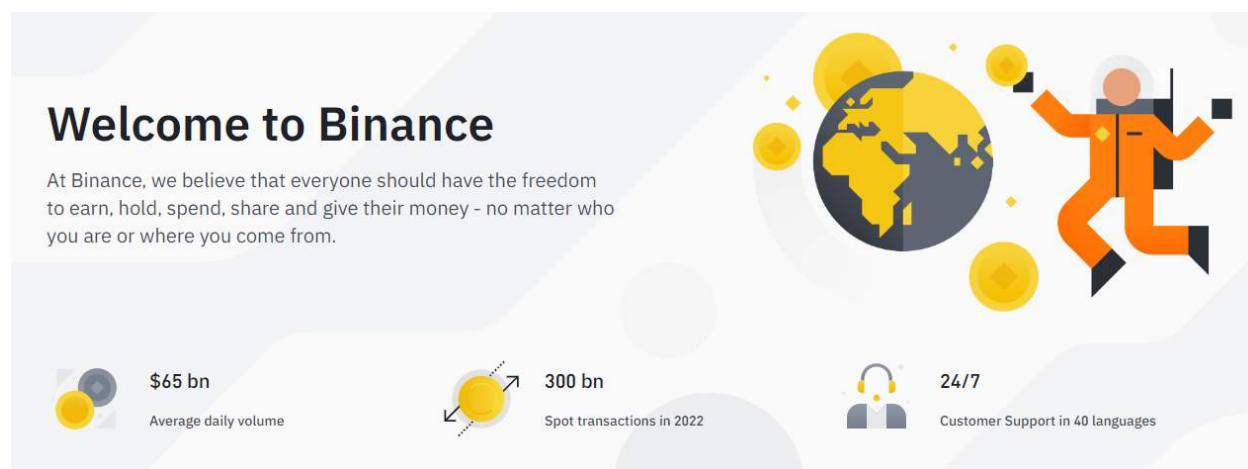 Welcome to Binance
At Binance, we believe that everyone should have the freedom
to earn, hold, spend, share and give their money - no matter who
you are or where you come from.
$65 bn
Average daily volume
300 bn
Spot transactions in 2022
24/7
Customer Support in 40 languages